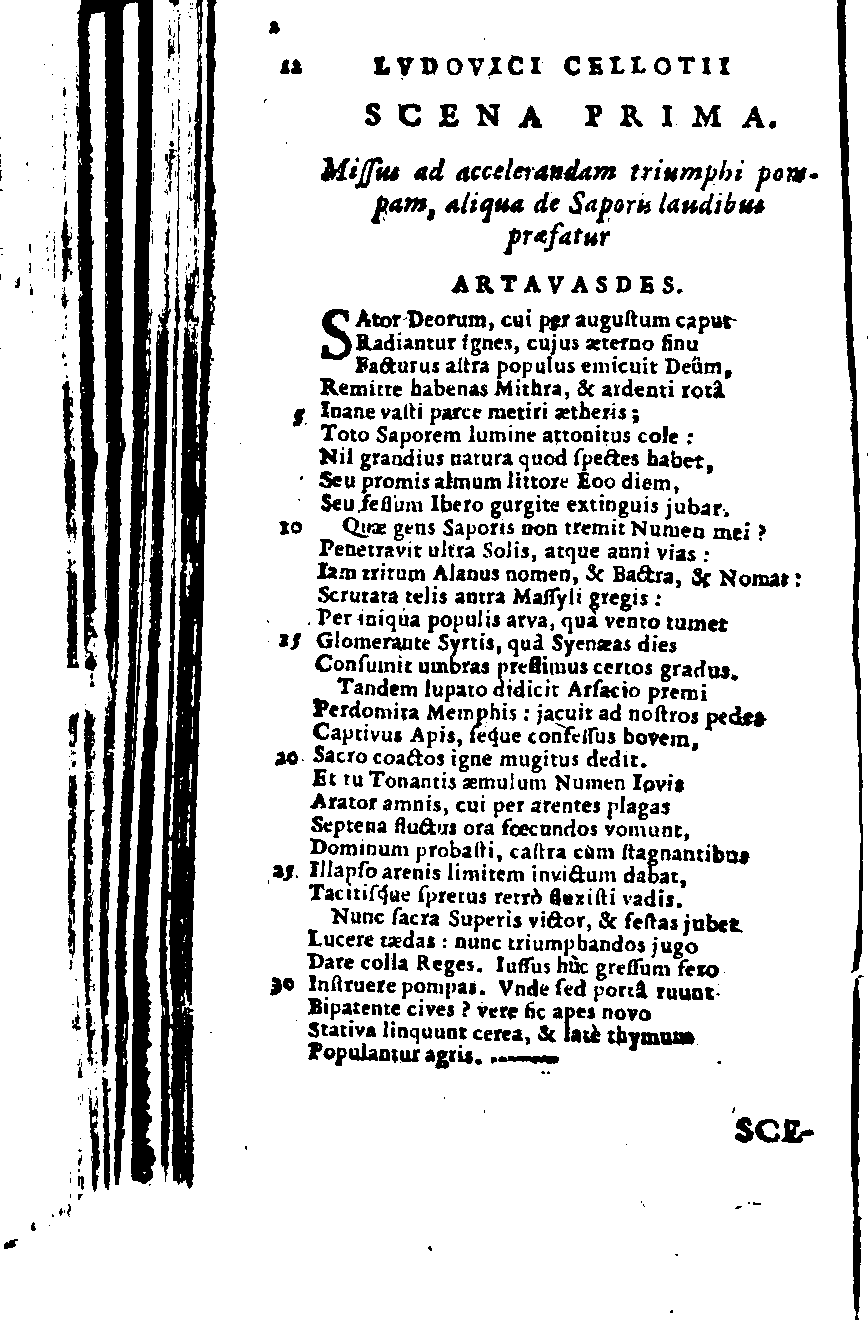 12 LVDOVICI CELLOTII
SCENA PRIMA.
Miſſus ad accelerandam triumphi pom-
pam, aliqua de Saporis laudibus
præfatur
ARTAVASDES.
SAtor Deorum, cui per auguſtum caput
Radiantur ignes, cujus æterno ſinu
Bacturus aſtra populus emicuit Deûm,
Remitte habenas Mithra, & ardenti rotâ
5 Inane vaſti parce metiri ætheris ;
Toto Saporem lumine attonitus cole :
Nil grandius natura quod ſpectes habet,
Seu promis almum littore Eoo diem,
Seu feſſum Ibero gurgite extinguis jubar.
10 Quæ gens Saporis non tremit Numen mei ?
Penetravit ultra Solis, atque anni vias :
Iam tritum Alanus nomen, & Bactra, & Nomas :
Scrutata telis antra Maſſyli gregis :
Per iniqua populis arva, quà vento tumet
15 Glomerante Syrtis, quà Syenæas dies
Conſumit umbras preſſimus certos gradus.
Tandem lupato didicit Arſacio premi
Perdomita Memphis : jacuit ad noſtros pedes
Captivus Apis, ſeque confeſſus bovem,
20 Sacro coactos igne mugitus dedit.
Et tu Tonantis æmulum Numen Iovis
Arator amnis, cui per arentes plagas
Septena fluctus ora fœcundos vomunt,
Dominum probaſti, caſtra cùm ſtagnantibus
25. Illapſo arenis limitem invictum dabat,
Tacitiſque ſpretus retrò fluxiſti vadis.
Nunc ſacra Superis victor, & feſtas jubet
Lucere tædas : nunc triumphandos jugo
Dare colla Reges. Iuſſus hûc greſſum fero
30 Inſtruere pompas. Vnde ſed portâ ruunt
Bipatente cives ? vere ſic apes novo
Stativa linquunt cerea, & latè thymum
Populantur agris.
SCE-